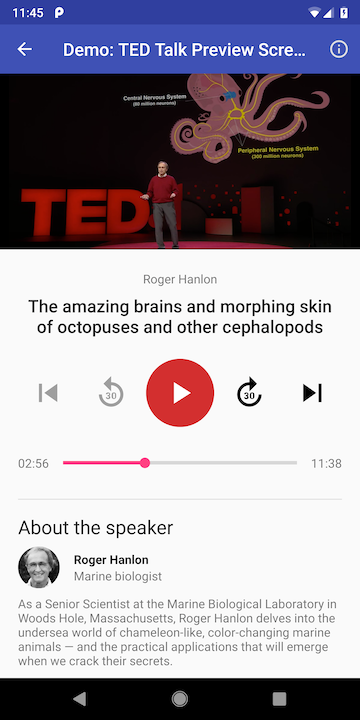 11:45
Demo: TED Talk Preview Scre...
Central Nervous System
(80 million neurons)
Peripheral Nervous System
(300 million neurons)
TED
Roger Hanlon
The amazing brains and morphing skin
of octopuses and other cephalopods
30
30
02:56
11:38
About the speaker
Roger Hanlon
Marine biologist
As a Senior Scientist at the Marine Biological Laboratory in
Woods Hole, Massachusetts, Roger Hanlon delves into the
undersea world of chameleon-like, color-changing marine
animals — and the practical applications that will emerge
when we crack their secrets.